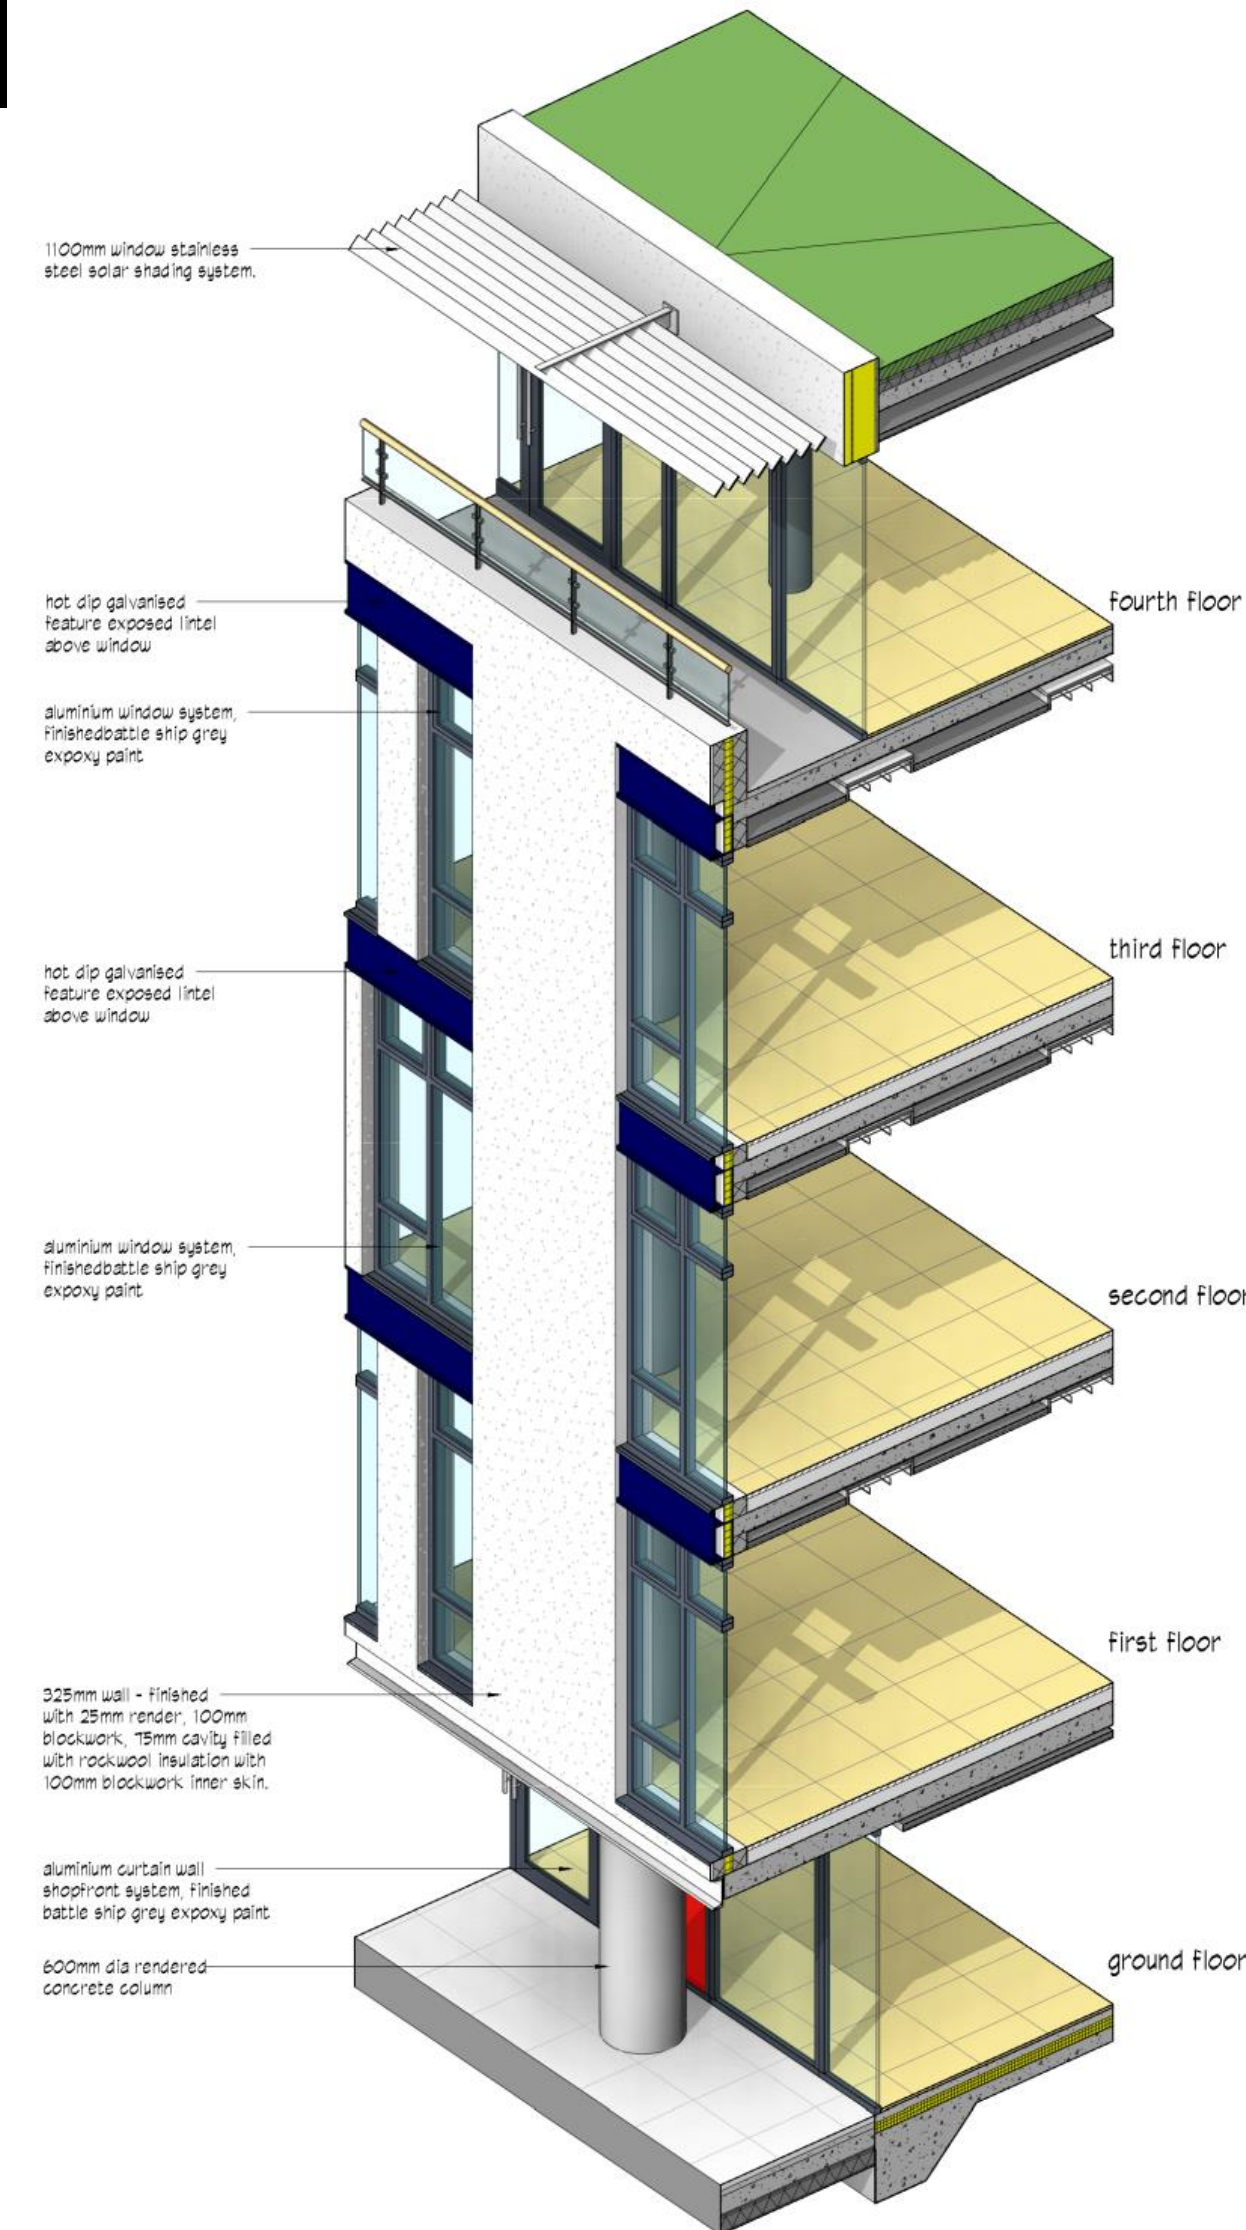 1100mm window stainless
steel solar shading system.
hot dip galvanised
feature exposed lintel
above window
fourth floor
aluminium window system,
finishedbattle ship grey
expoxy paint
third floor
hot dip galvanised
feature exposed lintel
above window
aluminium window system,
finishedbattle ship grey
expoxy paint
second floor
first floor
325mm wall - finished
with 25mm render, 100mm
blockwork, 75mm cavity filled
with rockwool insulation with
100mm blockwork inner skin.
aluminium curtain wall
shopfront system, finished
battle ship grey expoxy paint
ground floor
600mm dia rendered
concrete column